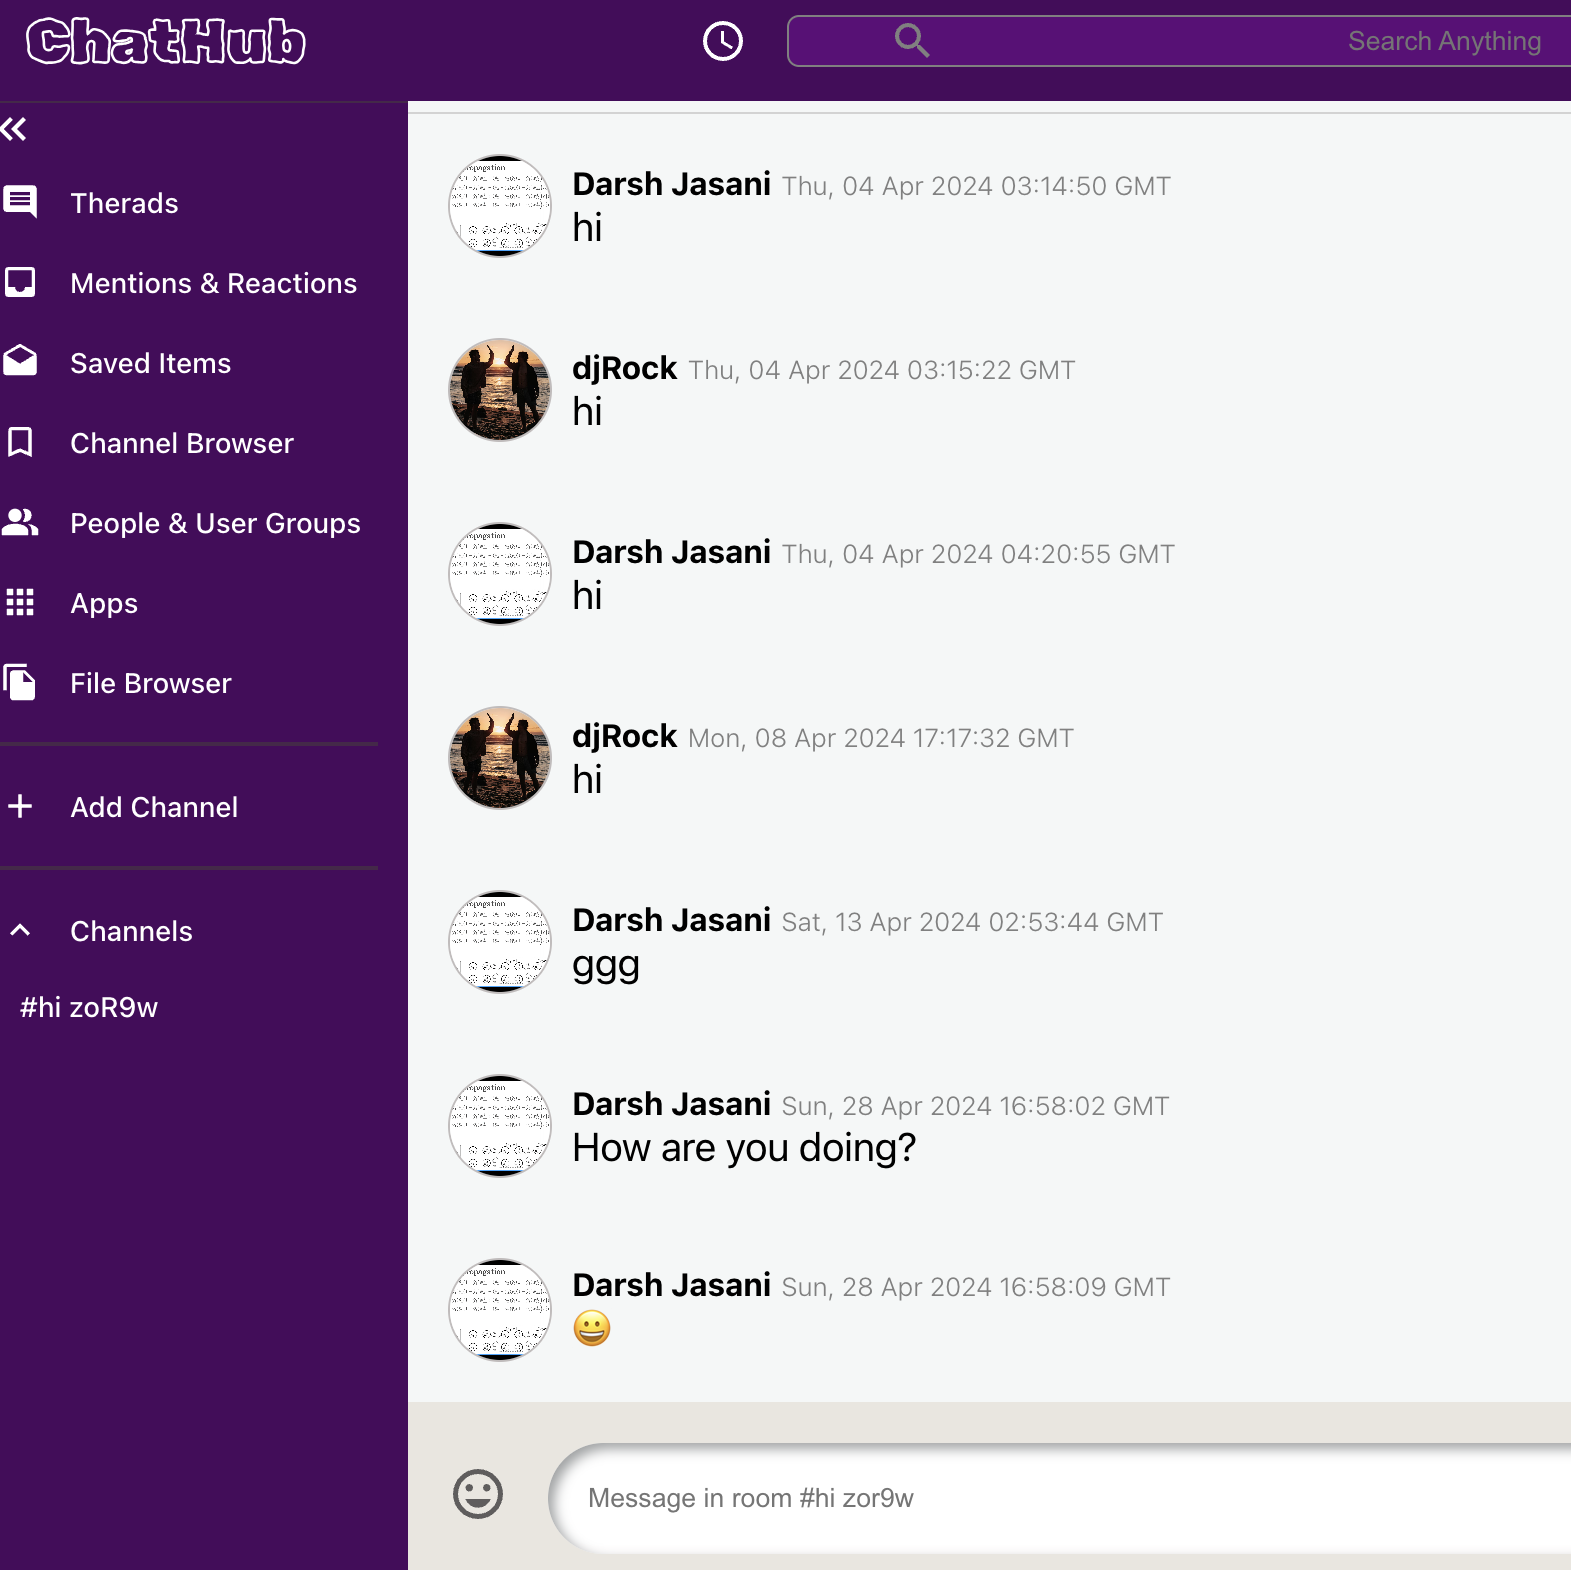 ChatHub
Search Anything
Therads
Mentions & Reactions
Saved Items
Channel Browser
People & User Groups
Apps
File Browser
Add Channel
Channels
#hi zoR9w
Darsh Jasani Thu, 04 Apr 2024 03:14:50 GMT
hi
djRock Thu, 04 Apr 2024 03:15:22 GMT
hi
Darsh Jasani Thu, 04 Apr 2024 04:20:55 GMT
hi
djRock Mon, 08 Apr 2024 17:17:32 GMT
hi
Darsh Jasani Sat, 13 Apr 2024 02:53:44 GMT
ggg
Darsh Jasani Sun, 28 Apr 2024 16:58:02 GMT
How are you doing?
Darsh Jasani Sun, 28 Apr 2024 16:58:09 GMT
😀
Message in room #hi zor9w